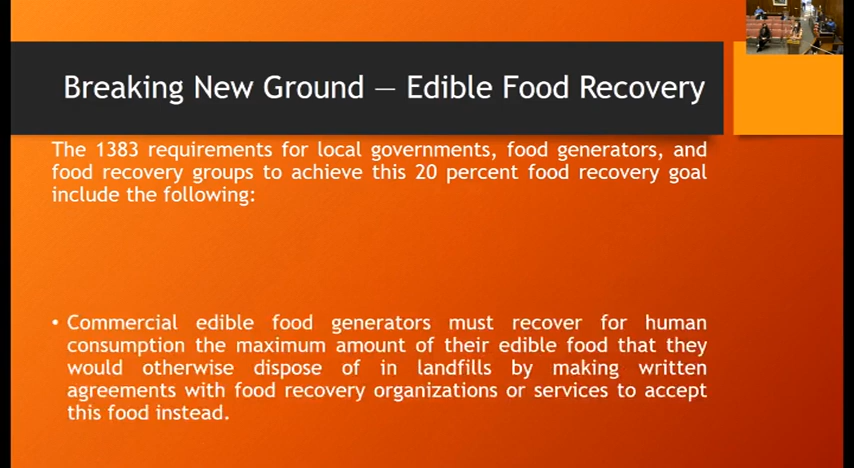 Breaking New Ground — Edible Food Recovery
The 1383 requirements for local governments, food generators, and
food recovery groups to achieve this 20 percent food recovery goal
include the following:
• Commercial edible food generators must recover for human
consumption the maximum amount of their edible food that they
would otherwise dispose of in landfills by making written
agreements with food recovery organizations or services to accept
this food instead.